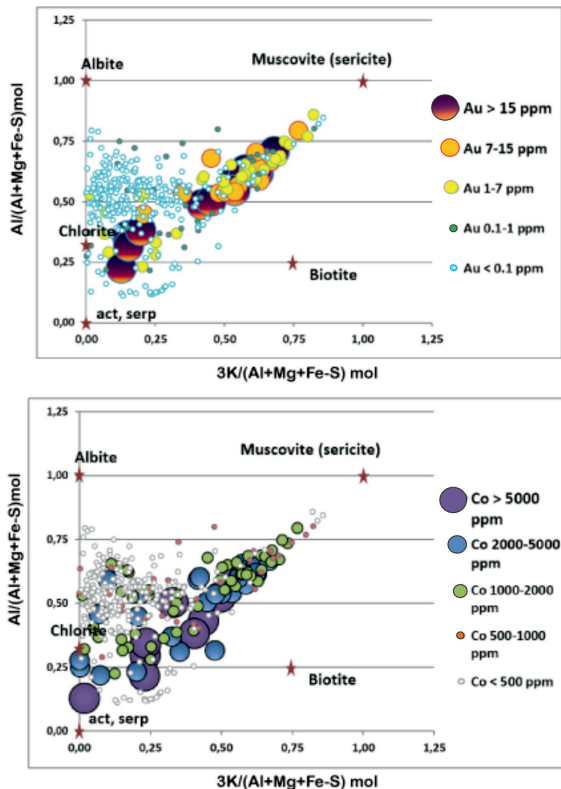 1,25
1,00
0,75
0,50
0,25
0,00
Al/(Al+Mg+Fe-S)mol
Albite
Muscovite (sericite)
Chlorite
Biotite
act, serp
0,00 0,25 0,50 0,75 1,00 1,25
3K/(Al+Mg+Fe-S) mol
Au > 15 ppm
Au 7-15 ppm
Au 1-7 ppm
Au 0.1-1 ppm
Au < 0.1 ppm
1,25
1,00
0,75
0,50
0,25
0,00
Al/(Al+Mg+Fe-S)mol
Albite
Muscovite (sericite)
Chlorite
Biotite
act, serp
0,00 0,25 0,50 0,75 1,00 1,25
3K/(Al+Mg+Fe-S) mol
Co > 5000
ppm
Co 2000-5000
ppm
Co 1000-2000
ppm
Co 500-1000
ppm
Co < 500 ppm